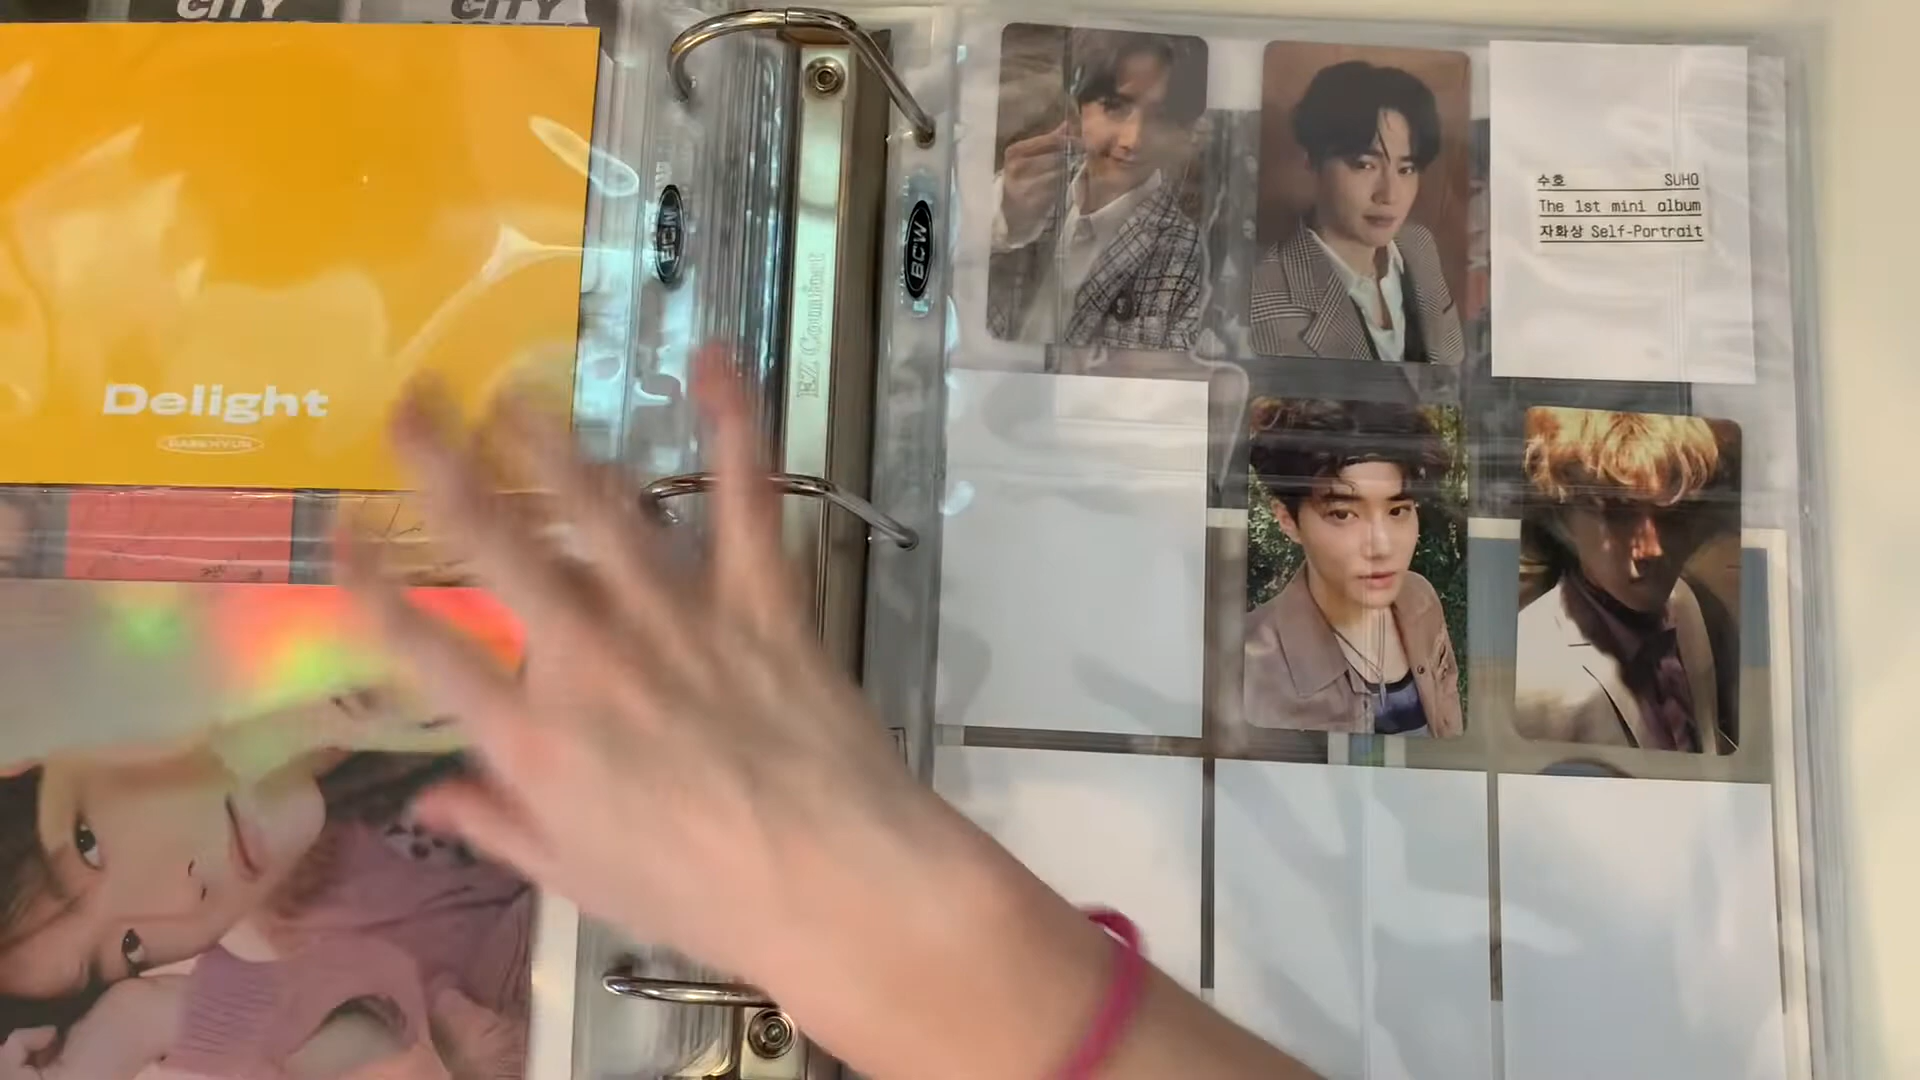 CITY
CITY
Delight
BAEKHYUN
BCW
BCW
EZ Comfort
수호 SUHO
The 1st mini album
자화상 Self-Portrait